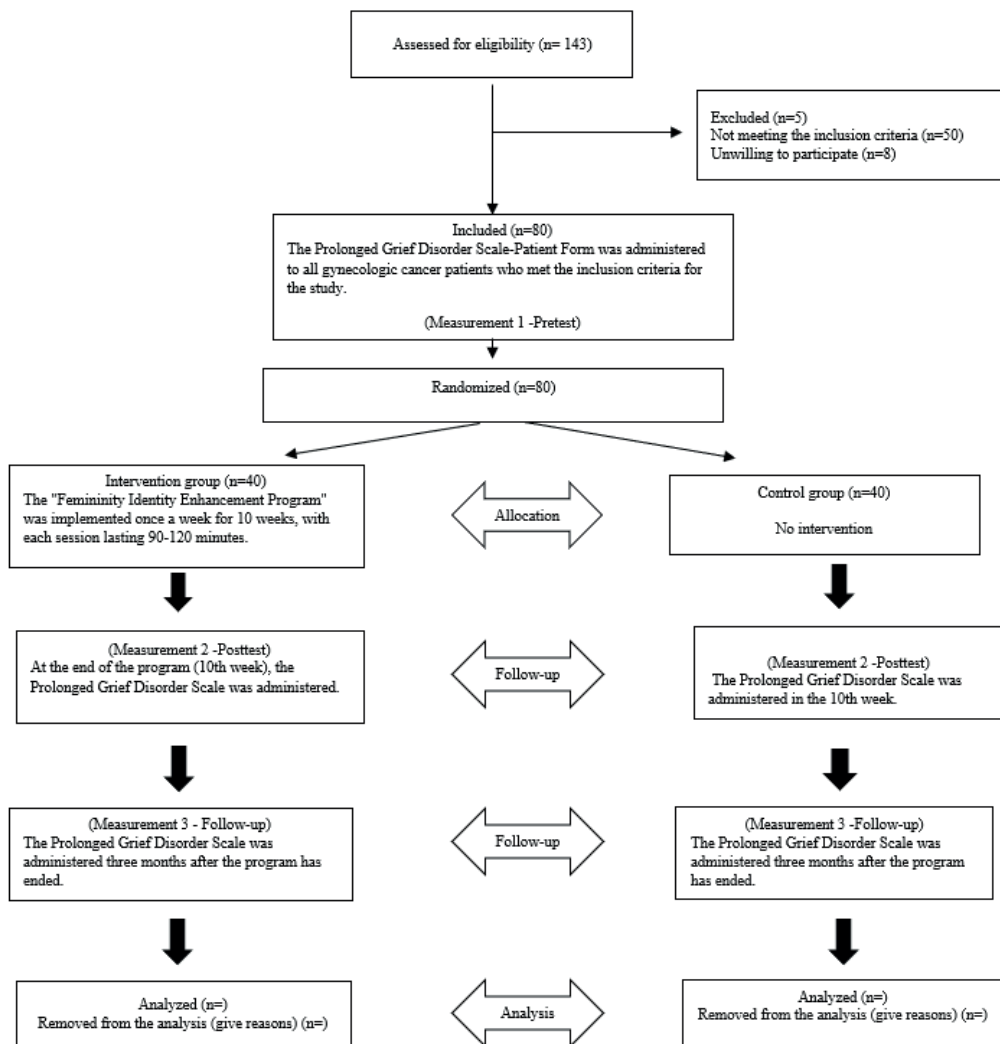 Assessed for eligibility (n= 143)
Excluded (n=5)
Not meeting the inclusion criteria (n=50)
Unwilling to participate (n=8)
Included (n=80)
The Prolonged Grief Disorder Scale-Patient Form was administered
to all gynecologic cancer patients who met the inclusion criteria for
the study.
(Measurement 1 -Pretest)
Randomized (n=80)
Intervention group (n=40)
The "Femininity Identity Enhancement Program"
was implemented once a week for 10 weeks, with
each session lasting 90-120 minutes.
Allocation
Control group (n=40)
No intervention
(Measurement 2 -Posttest)
At the end of the program (10th week), the
Prolonged Grief Disorder Scale was administered.
Follow-up
(Measurement 2 -Posttest)
The Prolonged Grief Disorder Scale was
administered in the 10th week.
(Measurement 3 - Follow-up)
The Prolonged Grief Disorder Scale was
administered three months after the program has
ended.
Follow-up
(Measurement 3 -Follow-up)
The Prolonged Grief Disorder Scale was
administered three months after the program
has ended.
Analyzed (n=)
Removed from the analysis (give reasons) (n=)
Analysis
Analyzed (n=)
Removed from the analysis (give reasons) (n=)